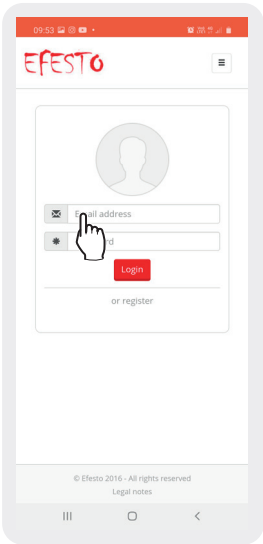 09:53
EFESTO
Email address
Login
or register
© Efesto 2016 - All rights reserved
Legal notes